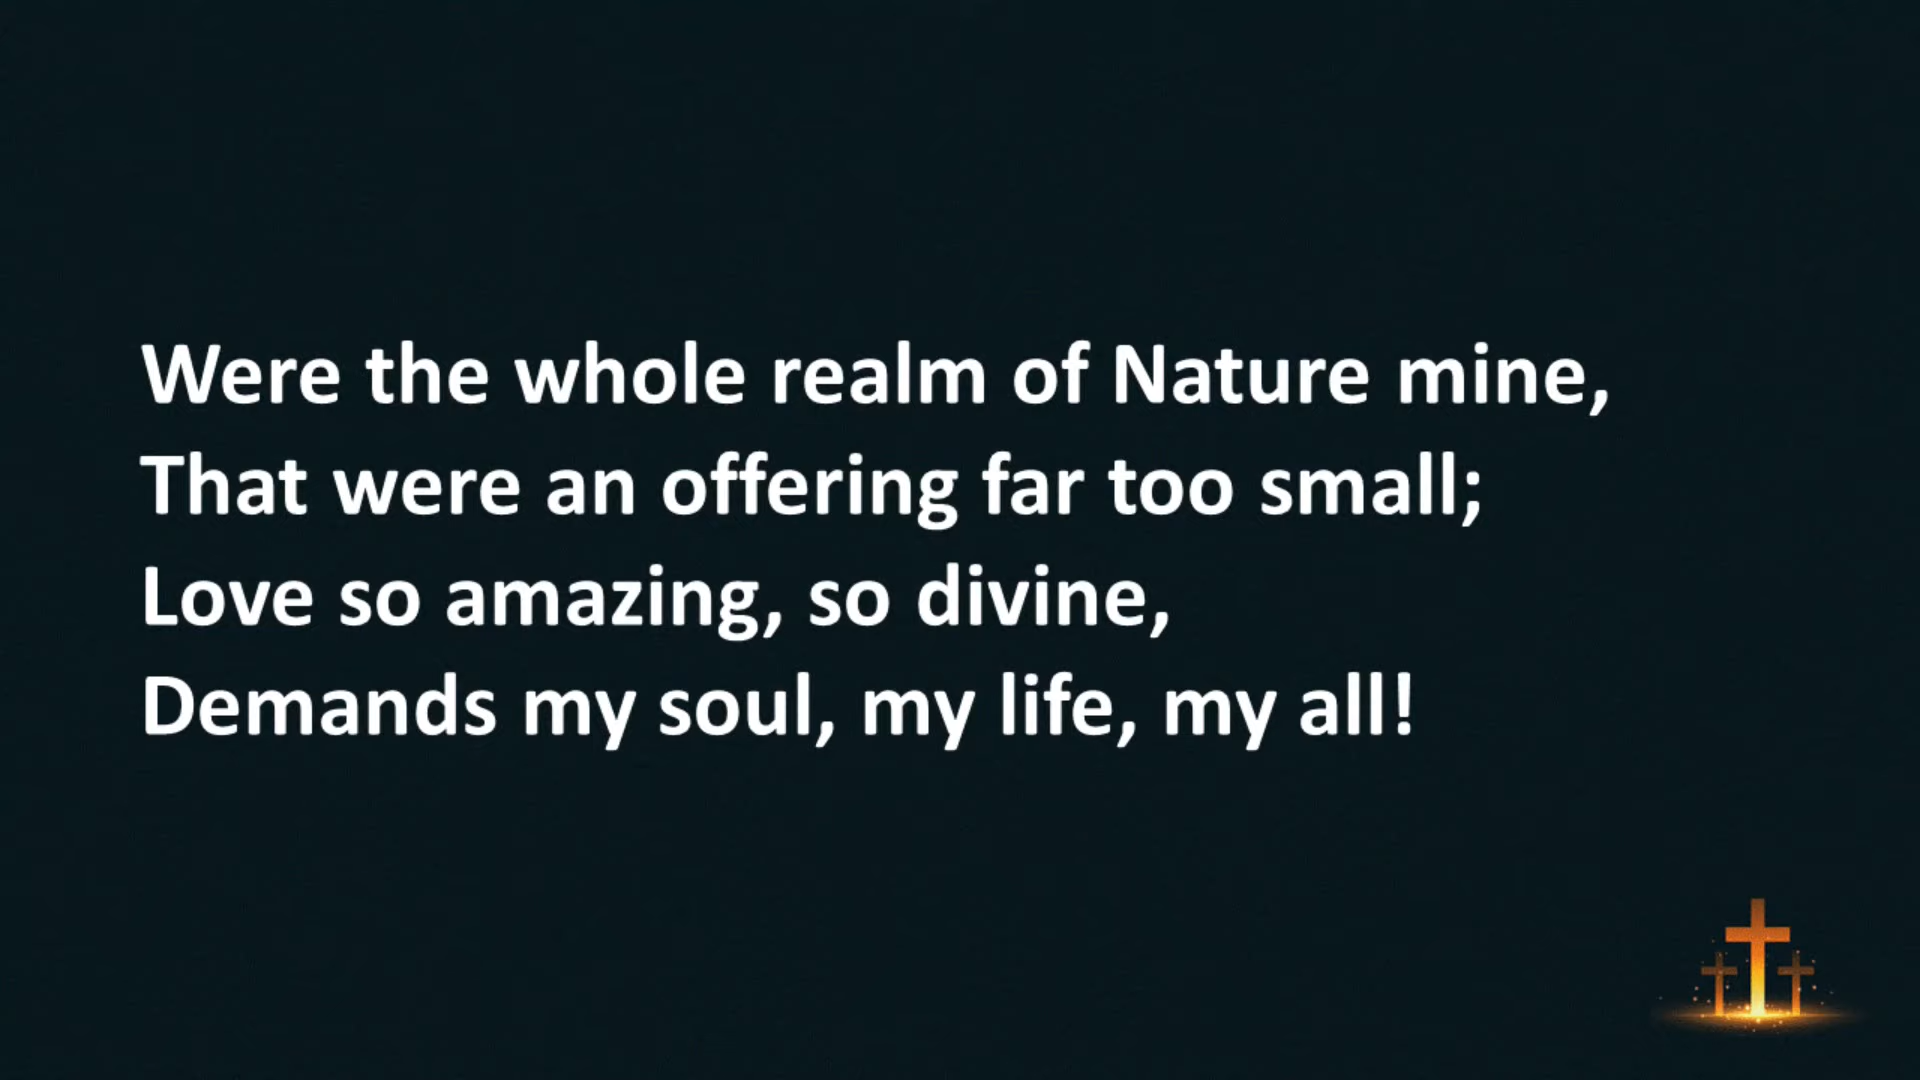 Were the whole realm of Nature mine,
That were an offering far too small;
Love so amazing, so divine,
Demands my soul, my life, my all!